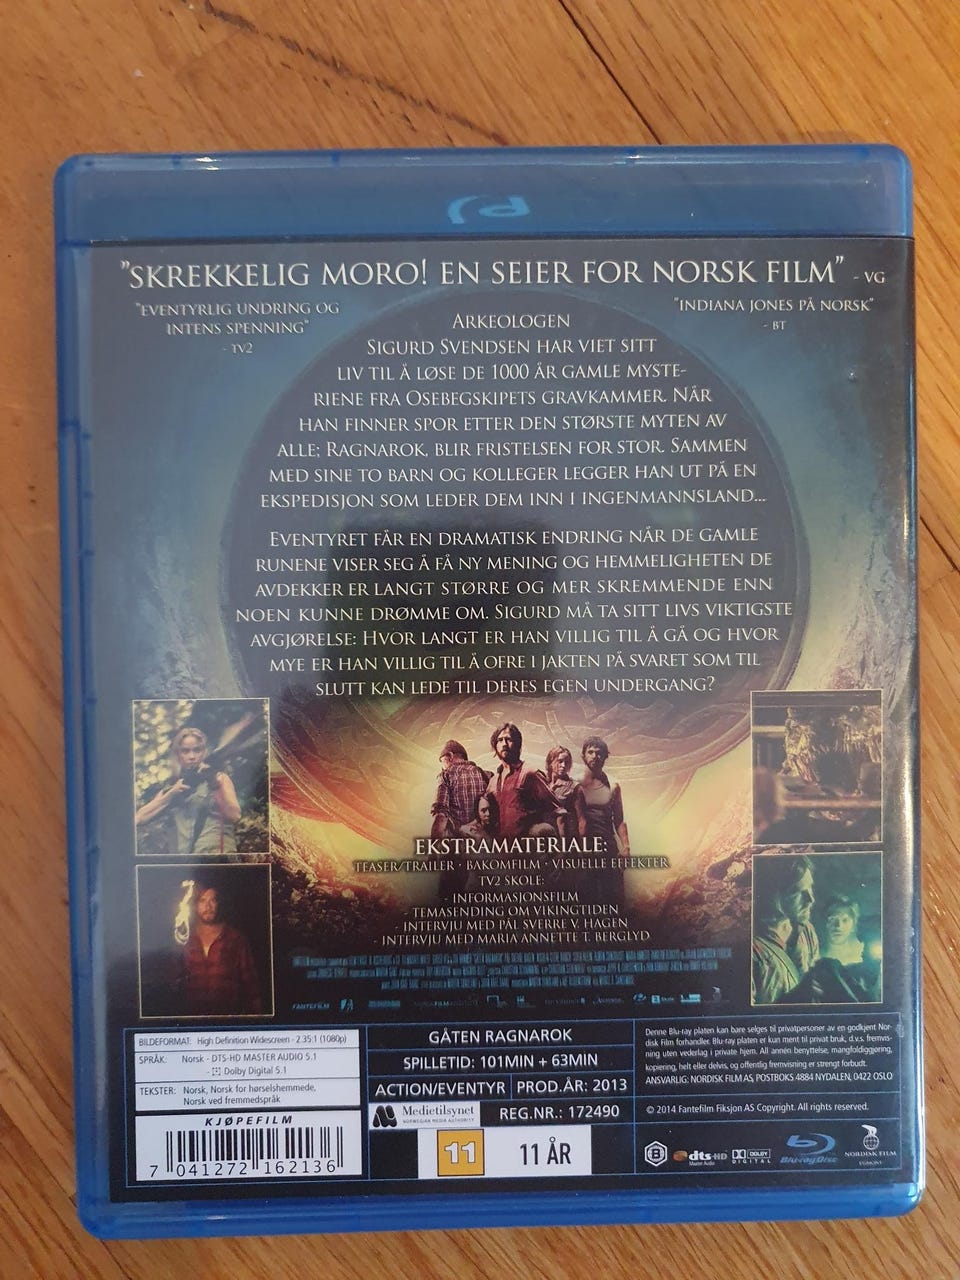 "SKREKKELIG MORO! EN SEIER FOR NORSK FILM" - VG
"EVENTYRLIG UNDRING OG
INTENS SPENNING"
- TV2
"INDIANA JONES PÅ NORSK"
- BT
ARKEOLOGEN
SIGURD SVENDSEN HAR VIET SITT
LIV TIL Å LØSE DE 1000 ÅR GAMLE MYSTE-
RIENE FRA OSEBEGSKIPETS GRAVKAMMER. NÅR
HAN FINNER SPOR ETTER DEN STØRSTE MYTEN AV
ALLE; RAGNAROK, BLIR FRISTELSEN FOR STOR. SAMMEN
MED SINE TO BARN OG KOLLEGER LEGGER HAN UT PÅ EN
EKSPEDISJON SOM LEDER DEM INN I INGENMANNSLAND...
EVENTYRET FÅR EN DRAMATISK ENDRING NÅR DE GAMLE
RUNENE VISER SEG Å FÅ NY MENING OG HEMMELIGHETEN DE
AVDEKKER ER LANGT STØRRE OG MER SKREMMENDE ENN
NOEN KUNNE DRØMME OM. SIGURD MÅ TA SITT LIVS VIKTIGSTE
AVGJØRELSE: HVOR LANGT ER HAN VILLIG TIL Å GÅ OG HVOR
MYE ER HAN VILLIG TIL Å OFRE I JAKTEN PÅ SVARET SOM TIL
SLUTT KAN LEDE TIL DERES EGEN UNDERGANG?
EKSTRAMATERIALE:
TEASER/TRAILER · BAKOMFILM · VISUELLE EFFEKTER
TV2 SKOLE:
- INFORMASJONSFILM
- TEMASENDING OM VIKINGTIDEN
- INTERVJU MED PÅL SVERRE V. HAGEN
- INTERVJU MED MARIA ANNETTE T. BERGLYD
FANTEFILM
BILDEFORMAT: High Definition Widescreen - 2.35:1 (1080p)
SPRÅK: Norsk - DTS-HD MASTER AUDIO 5.1
- Dolby Digital 5.1
TEKSTER: Norsk, Norsk for hørselshemmede,
Norsk ved fremmedspråk
KJØPEFILM
7 041272 162136
GÅTEN RAGNAROK
SPILLETID: 101MIN + 63MIN
ACTION/EVENTYR PROD.ÅR: 2013
Medietilsynet
NORWEGIAN MEDIA AUTHORITY
REG.NR.: 172490
11 11 ÅR
Denne Blu-ray platen kan bare selges til privatpersoner av en godkjent Nor-
disk Film forhandler. Blu-ray platen er kun ment til privat bruk, d.v.s. fremvis-
ning uten vederlag i private hjem. All annen benyttelse, mangfoldiggjøring,
kopiering, helt eller delvis, og offentlig fremvisning er strengt forbudt.
ANSVARLIG: NORDISK FILM AS, POSTBOKS 4884 NYDALEN, 0422 OSLO
© 2014 Fantefilm Fiksjon AS Copyright. All rights reserved.
B
dts-HD
Master Audio
DOLBY
DIGITAL
Blu-ray Disc
NORDISK FILM
EGMONT